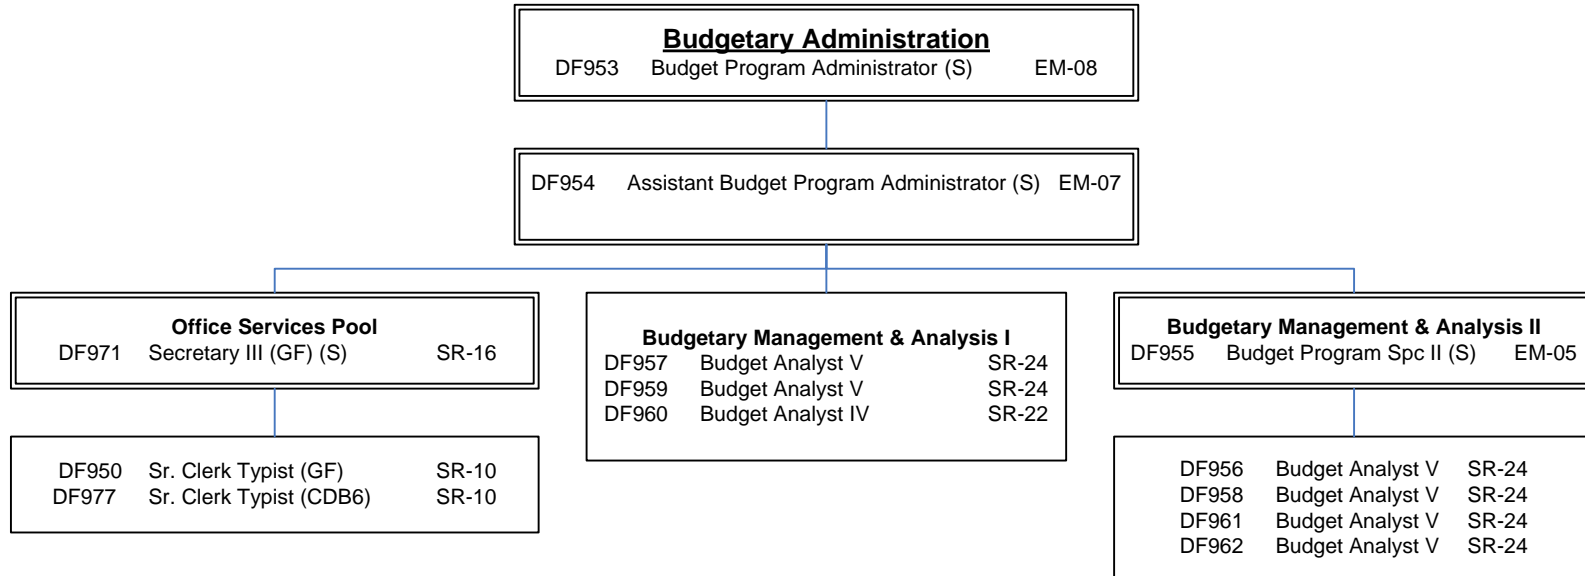 Budgetary Administration
DF953 Budget Program Administrator (S) EM-08
DF954 Assistant Budget Program Administrator (S) EM-07
Office Services Pool
DF971 Secretary III (GF) (S) SR-16
DF950 Sr. Clerk Typist (GF) SR-10
DF977 Sr. Clerk Typist (CDB6) SR-10
Budgetary Management & Analysis I
DF957 Budget Analyst V SR-24
DF959 Budget Analyst V SR-24
DF960 Budget Analyst IV SR-22
Budgetary Management & Analysis II
DF955 Budget Program Spc II (S) EM-05
DF956 Budget Analyst V SR-24
DF958 Budget Analyst V SR-24
DF961 Budget Analyst V SR-24
DF962 Budget Analyst V SR-24